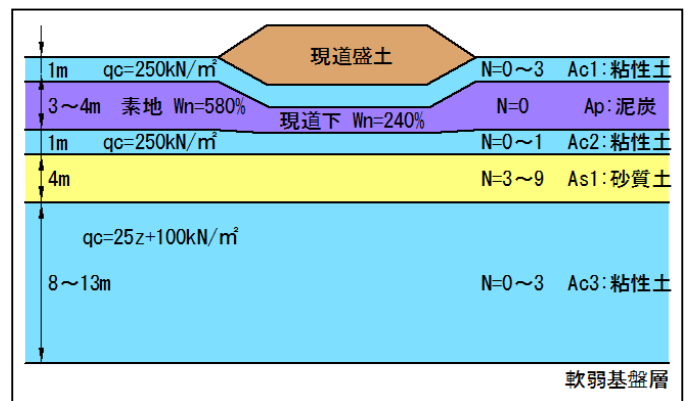 現道盛土
1m qc=250kN/㎡ N=0～3 Ac1:粘性土
3～4m 素地 Wn=580% 現道下 Wn=240% N=0 Ap:泥炭
1m qc=250kN/㎡ N=0～1 Ac2:粘性土
4m N=3～9 As1:砂質土
qc=25z+100kN/㎡
8～13m N=0～3 Ac3:粘性土
軟弱基盤層